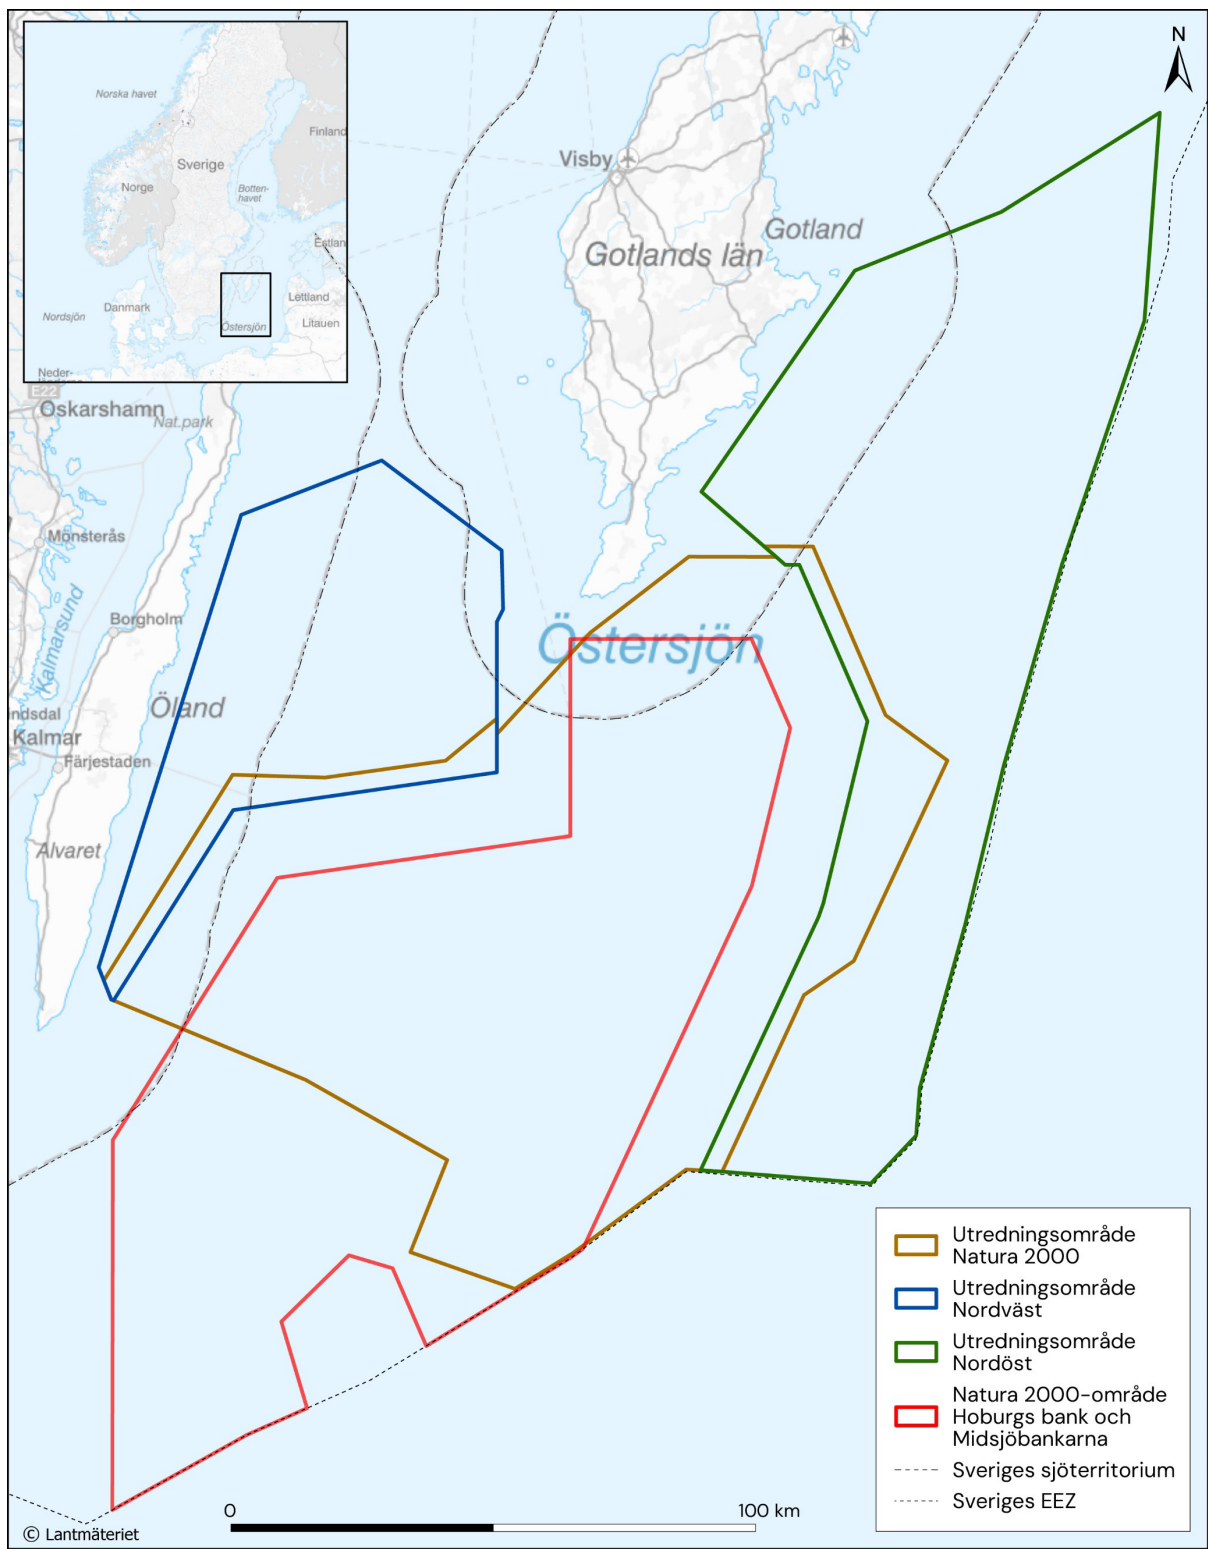 N
Norska havet
Finland
Sverige
Norge
Botten-
havet
Estlan
Danmark
Lettland
Nordsjön
Östersjön
Litauen
Neder-
E22
Oskarshamn
Nat.park
Visby
Gotland
Gotlands län
Mönsterås
Borgholm
Kalmarsund
Östersjön
Öland
ndsdal
Kalmar
Färjestaden
Alvaret
Utredningsområde
Natura 2000
Utredningsområde
Nordväst
Utredningsområde
Nordöst
Natura 2000-område
Hoburgs bank och
Midsjöbankarna
Sveriges sjöterritorium
Sveriges EEZ
0
100 km
© Lantmäteriet